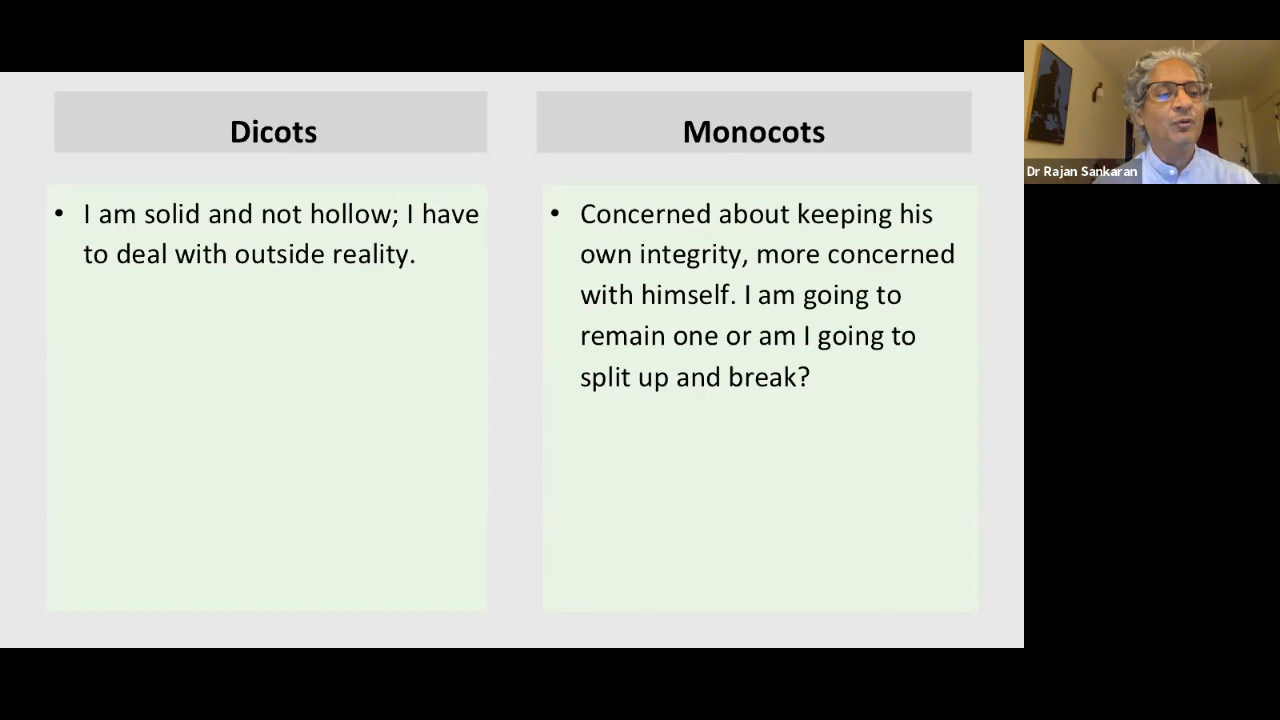 Dicots
• I am solid and not hollow; I have
to deal with outside reality.
Monocots
• Concerned about keeping his
own integrity, more concerned
with himself. I am going to
remain one or am I going to
split up and break?
Dr Rajan Sankaran